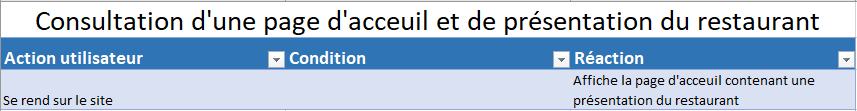 Consultation d'une page d'acceuil et de présentation du restaurant
Action utilisateur Condition Réaction
Se rend sur le site Affiche la page d'acceuil contenant une
présentation du restaurant